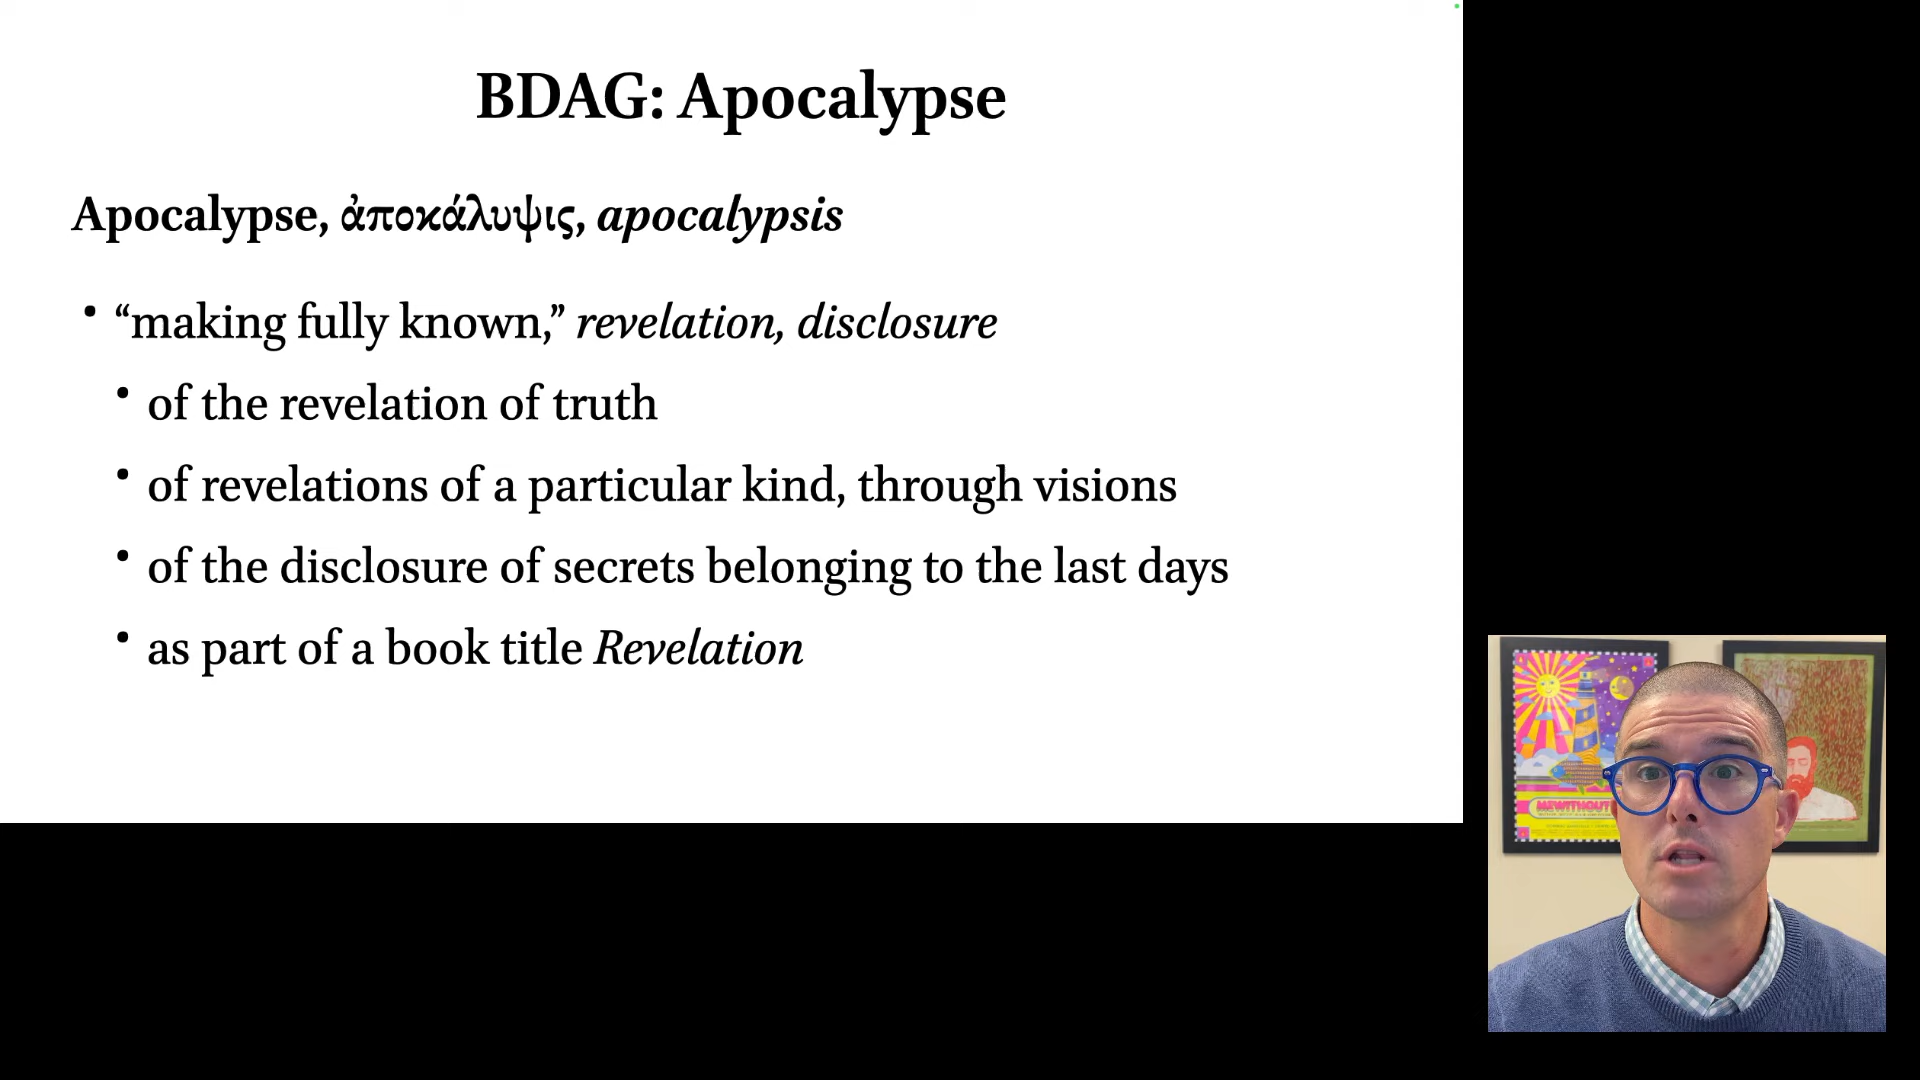 BDAG: Apocalypse
Apocalypse, ἀποκάλυψις, apocalypsis
• “making fully known,” revelation, disclosure
• of the revelation of truth
• of revelations of a particular kind, through visions
• of the disclosure of secrets belonging to the last days
• as part of a book title Revelation
MEWITHOUT